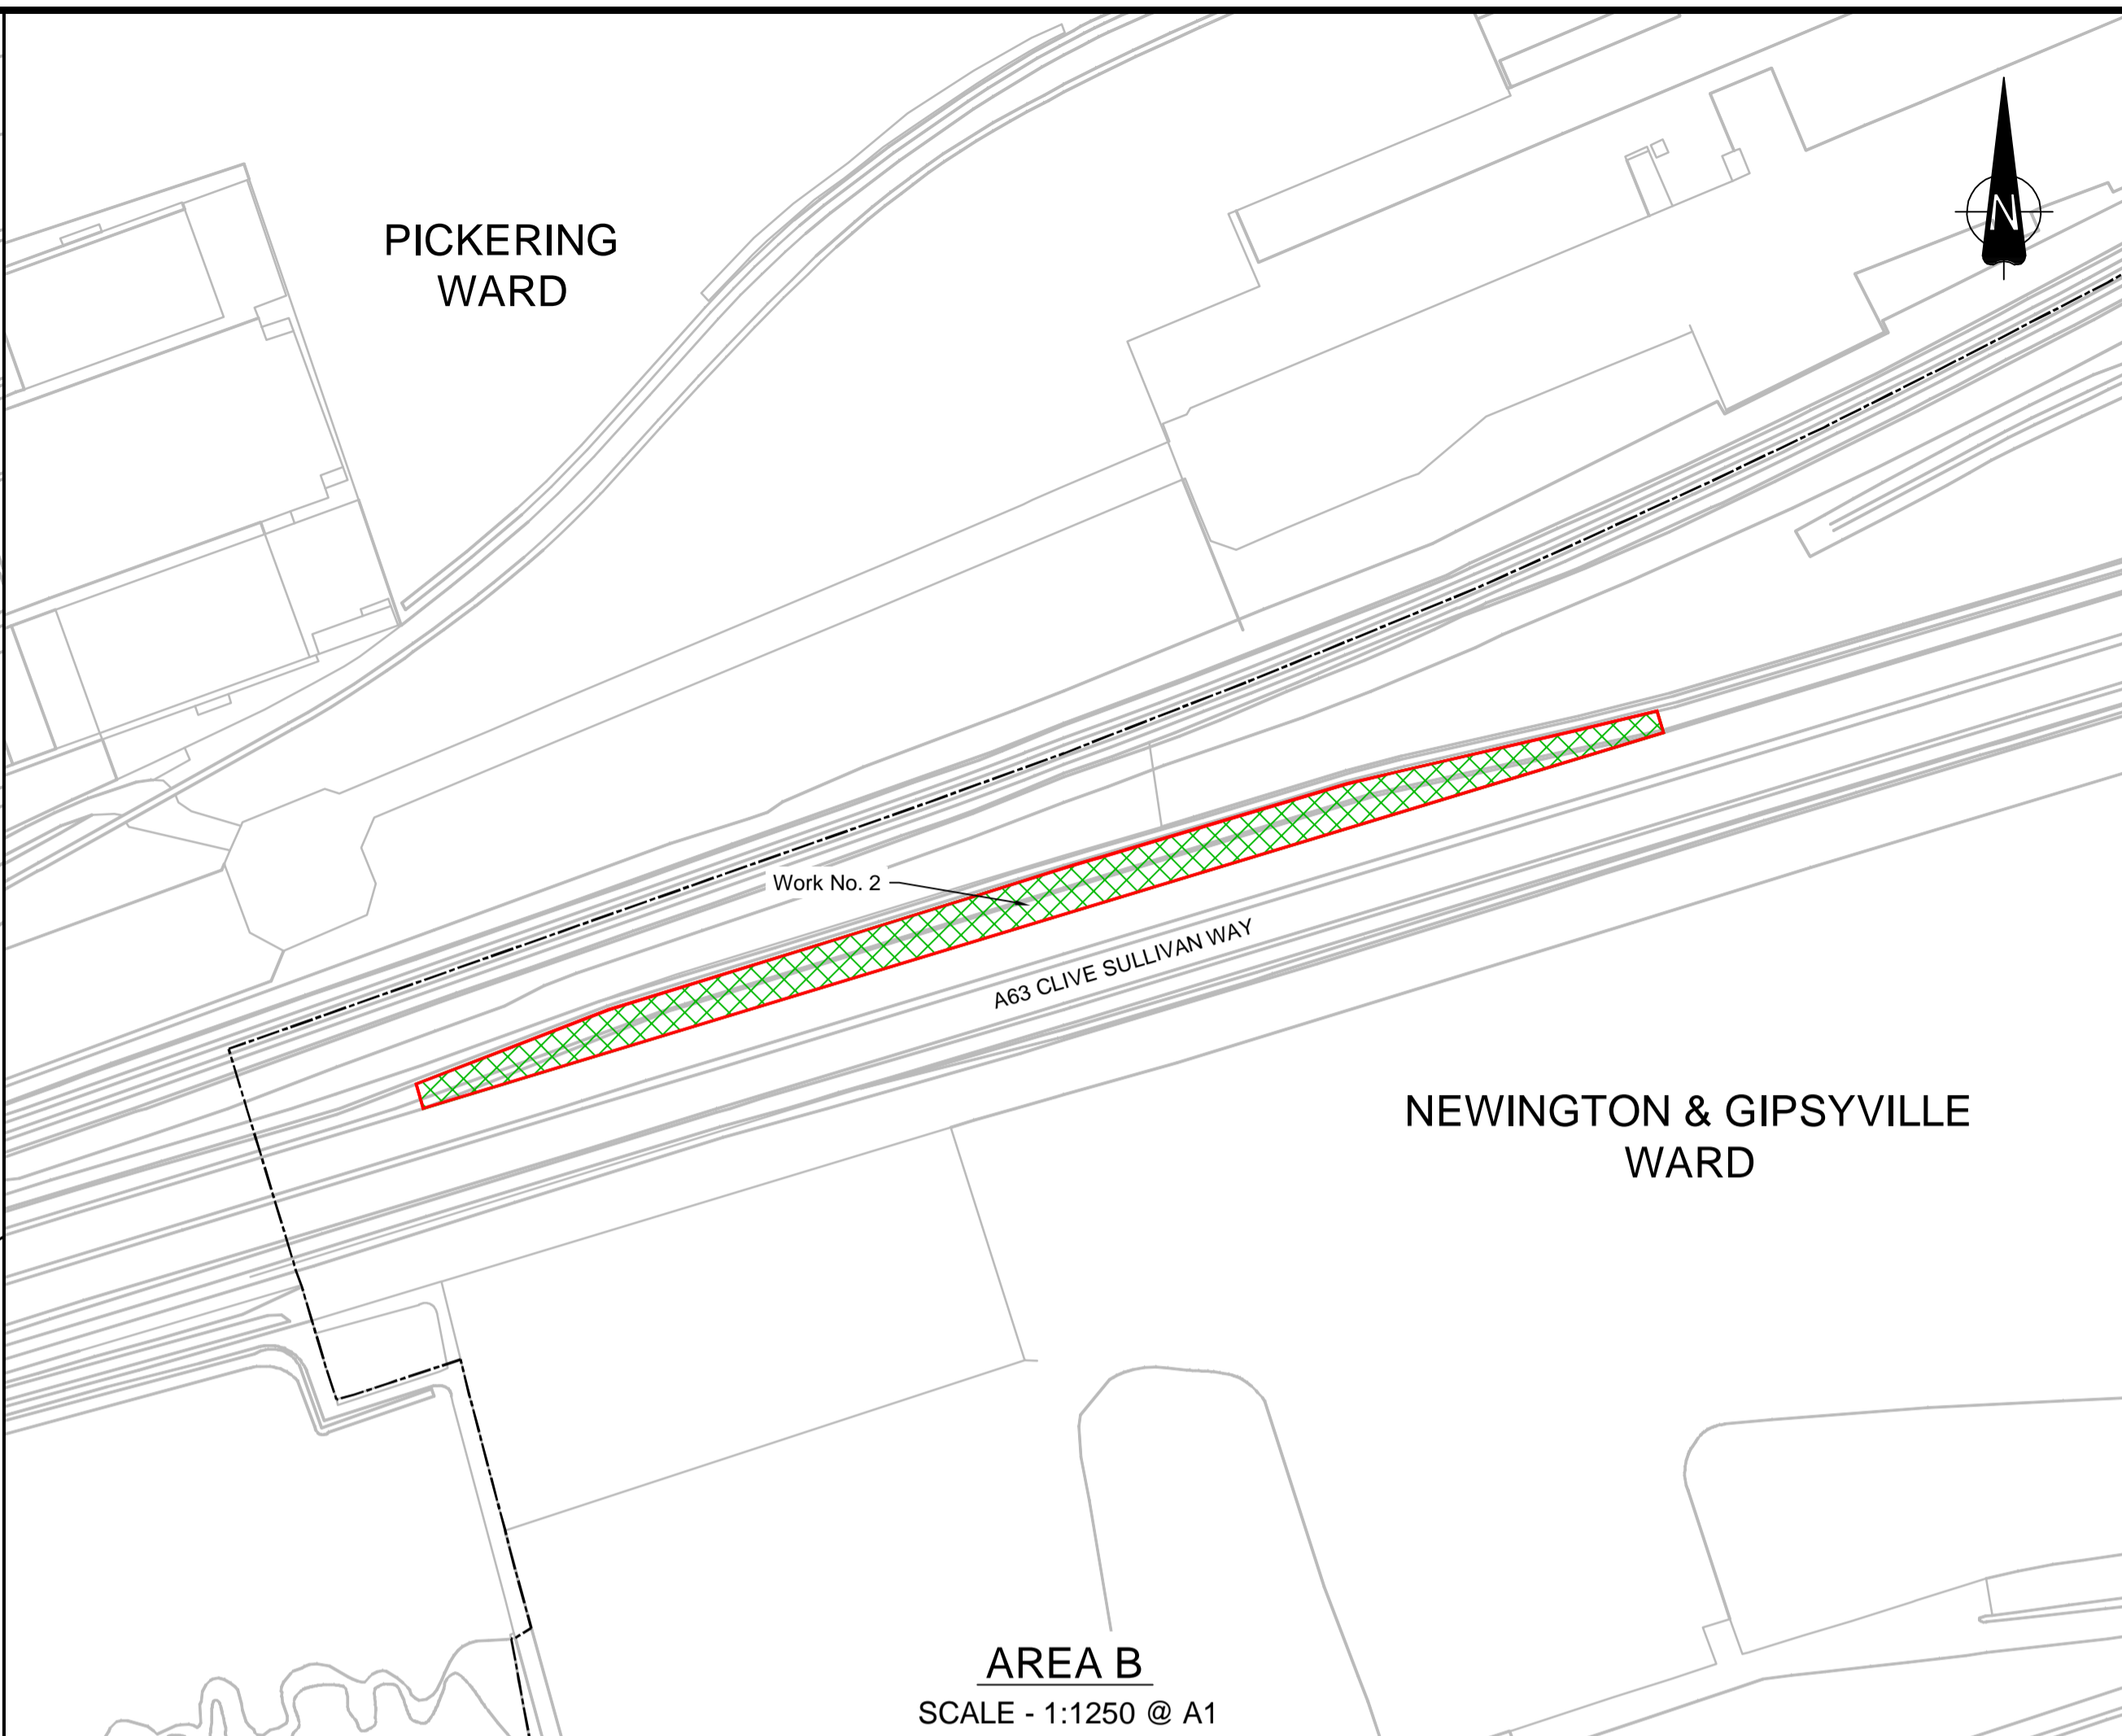 PICKERING
WARD
N
Work No. 2
A63 CLIVE SULLIVAN WAY
NEWINGTON & GIPSYVILLE
WARD
AREA B
SCALE - 1:1250 @ A1